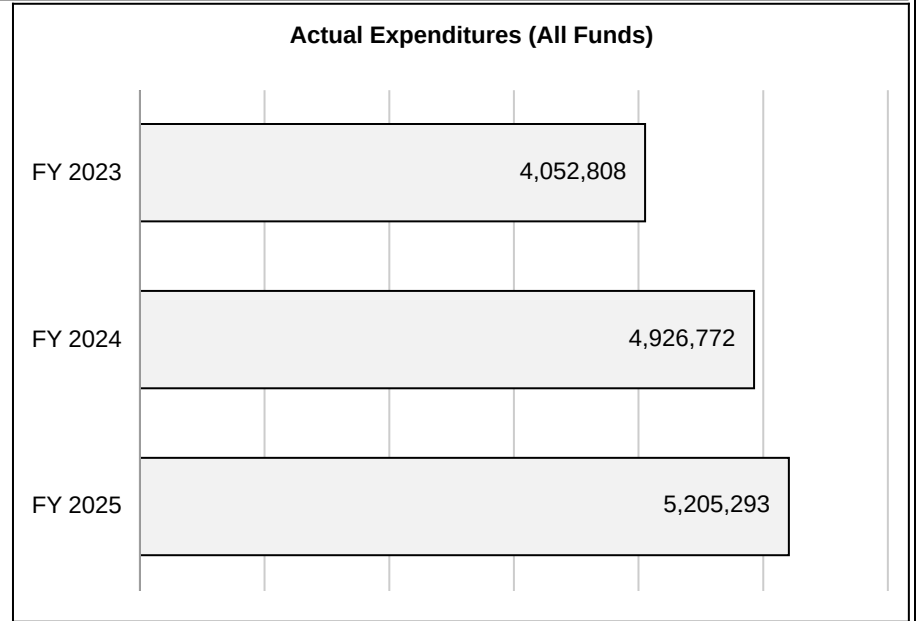 Actual Expenditures (All Funds)
FY 2023
4,052,808
FY 2024
4,926,772
FY 2025
5,205,293